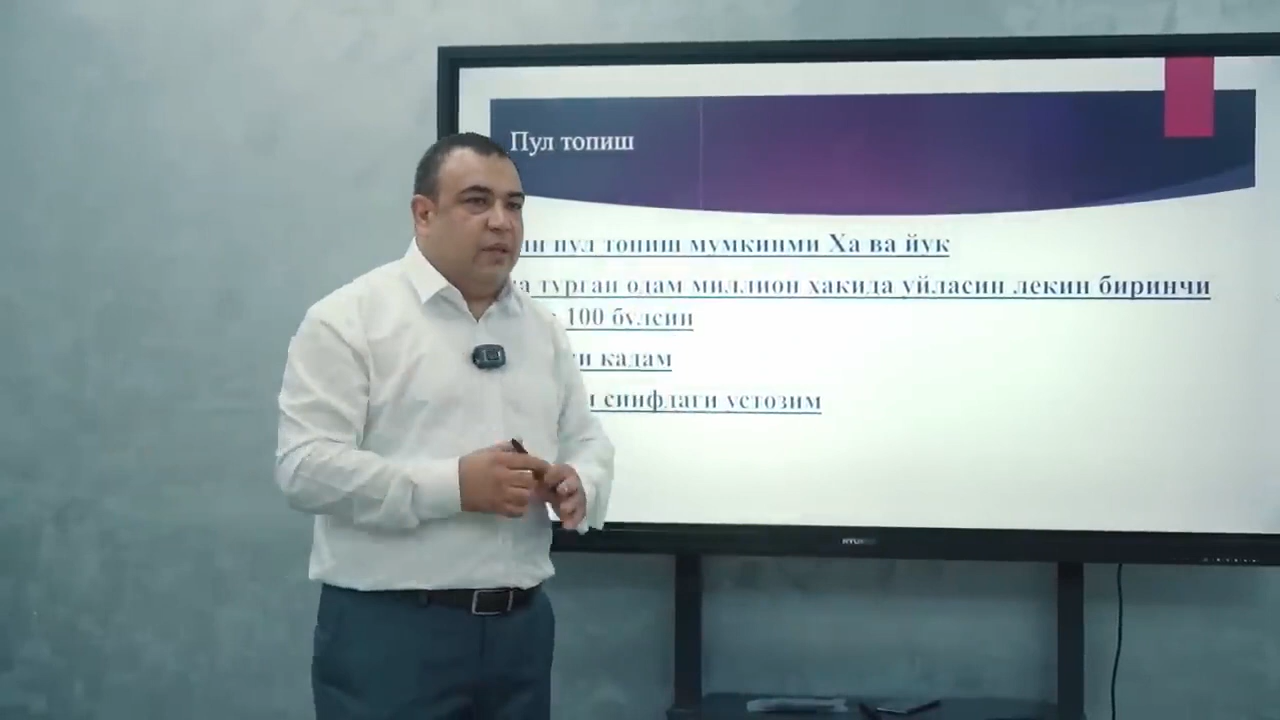 Пул топиш
пул топиш мумкинми Ха ва йук
турган одам миллион хакида уйласин лекин биринчи
100 булсин
кадам
синфдаги устозим